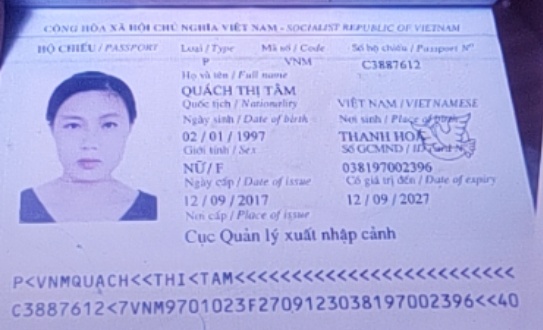 CỘNG HÒA XÃ HỘI CHỦ NGHĨA VIỆT NAM - SOCIALIST REPUBLIC OF VIETNAM
HỘ CHIẾU / PASSPORT Loại / Type Mã số / Code Số hộ chiếu / Passport Nº
P VNM C3887612
Họ và tên / Full name
QUÁCH THỊ TÂM
Quốc tịch / Nationality VIỆT NAM / VIETNAMESE
Ngày sinh / Date of birth Nơi sinh / Place of birth
02 / 01 / 1997 THANH HOÁ
Giới tính / Sex Số GCMND / ID Card Nº
NỮ / F 038197002396
Ngày cấp / Date of issue Có giá trị đến / Date of expiry
12 / 09 / 2017 12 / 09 / 2027
Nơi cấp / Place of issue
Cục Quản lý xuất nhập cảnh
P<VNMQUACH<<THI<TAM<<<<<<<<<<<<<<<<<<<<<<<<<
C3887612<7VNM9701023F2709123038197002396<<40